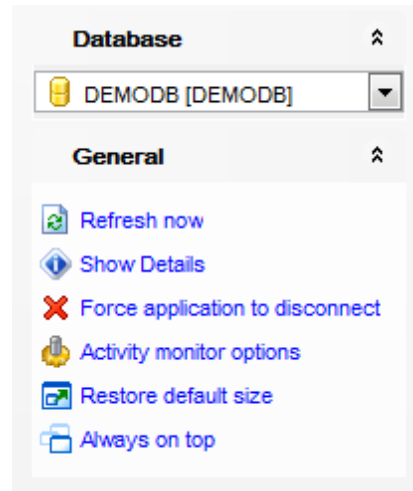 Database
DEMODB [DEMODB]
General
Refresh now
Show Details
Force application to disconnect
Activity monitor options
Restore default size
Always on top